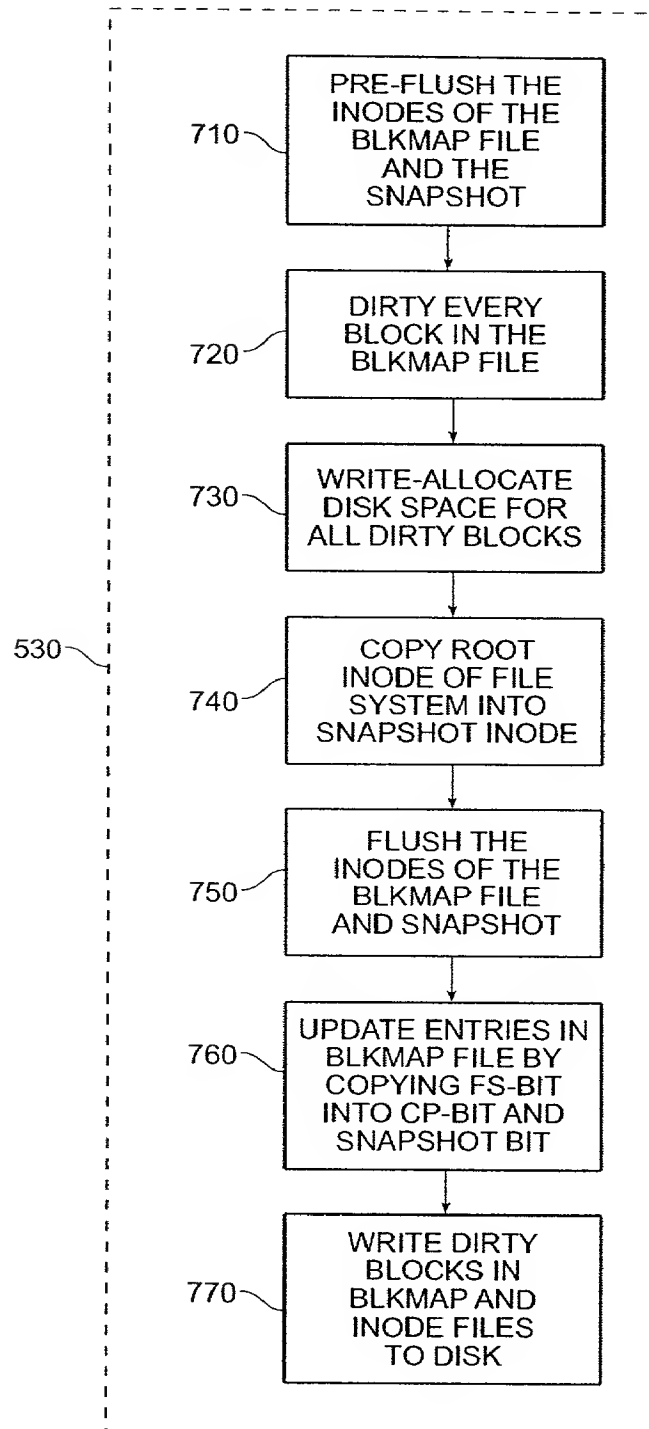 710
PRE-FLUSH THE
INODES OF THE
BLKMAP FILE
AND THE
SNAPSHOT
720
DIRTY EVERY
BLOCK IN THE
BLKMAP FILE
730
WRITE-ALLOCATE
DISK SPACE FOR
ALL DIRTY BLOCKS
530
740
COPY ROOT
INODE OF FILE
SYSTEM INTO
SNAPSHOT INODE
750
FLUSH THE
INODES OF THE
BLKMAP FILE
AND SNAPSHOT
760
UPDATE ENTRIES IN
BLKMAP FILE BY
COPYING FS-BIT
INTO CP-BIT AND
SNAPSHOT BIT
770
WRITE DIRTY
BLOCKS IN
BLKMAP AND
INODE FILES
TO DISK